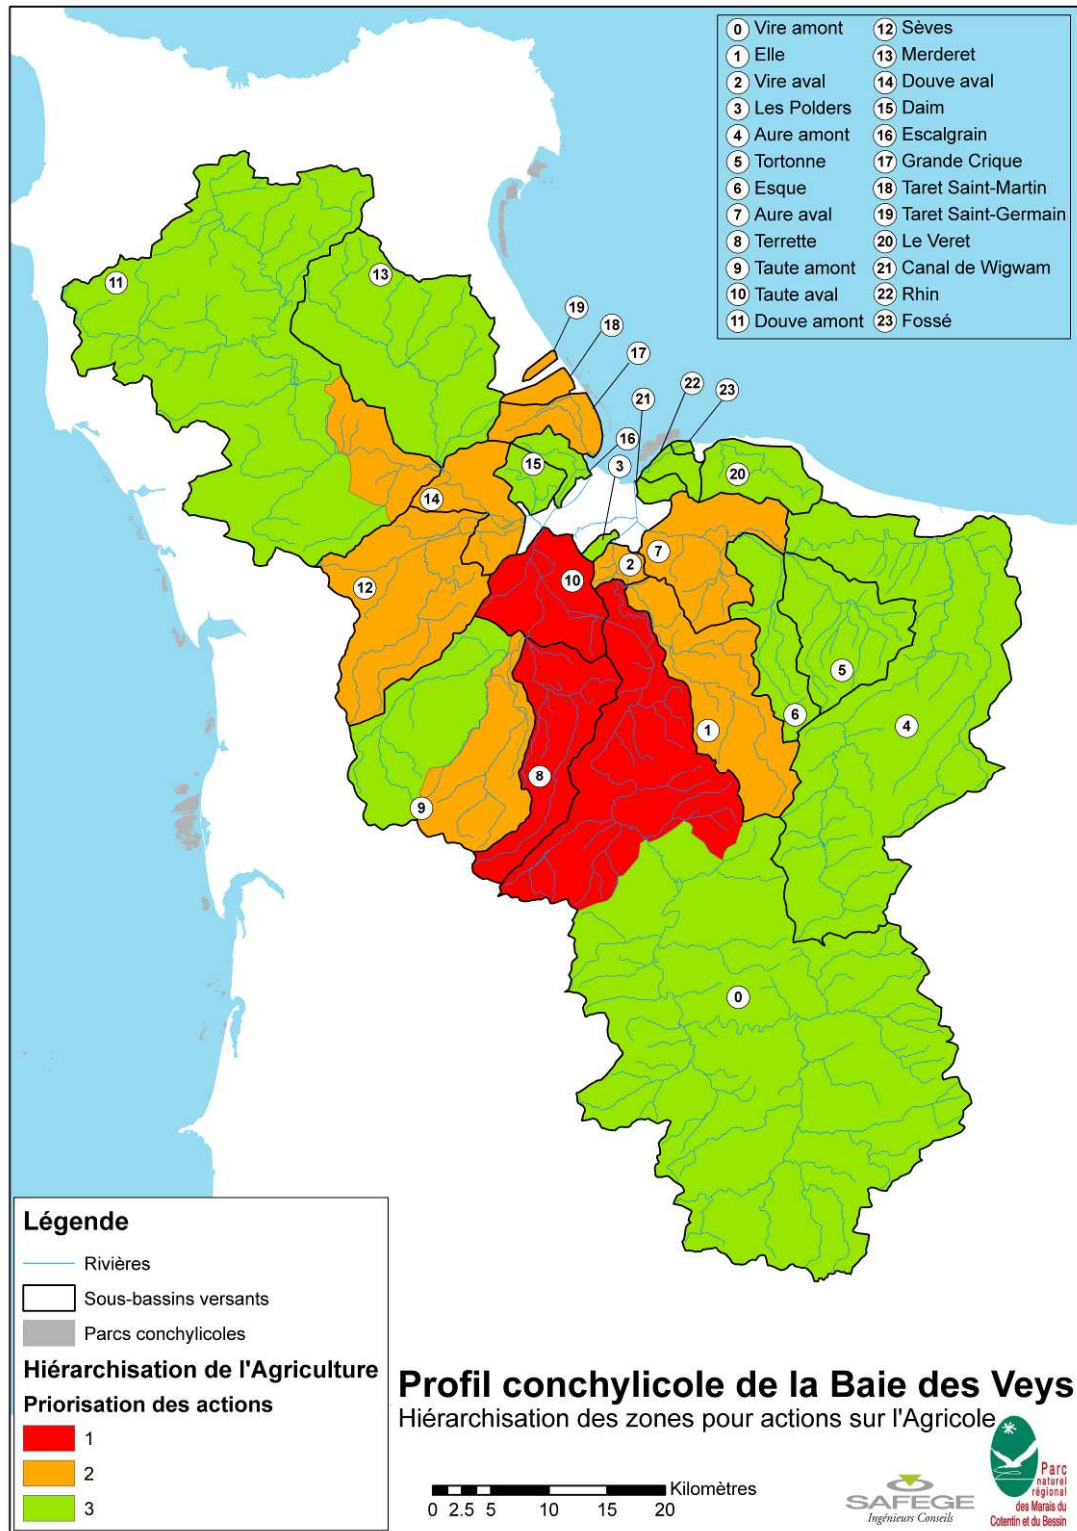 0 Vire amont
1 Elle
2 Vire aval
3 Les Polders
4 Aure amont
5 Tortonne
6 Esque
7 Aure aval
8 Terrette
9 Taute amont
10 Taute aval
11 Douve amont
12 Sèves
13 Merderet
14 Douve aval
15 Daim
16 Escalgrain
17 Grande Crique
18 Taret Saint-Martin
19 Taret Saint-Germain
20 Le Veret
21 Canal de Wigwam
22 Rhin
23 Fossé
11
13
19
18
17
22
23
21
16
3
15
20
14
7
2
10
12
5
6
4
1
8
9
0
Légende
Rivières
Sous-bassins versants
Parcs conchylicoles
Hiérarchisation de l'Agriculture
Priorisation des actions
1
2
3
Profil conchylicole de la Baie des Veys
Hiérarchisation des zones pour actions sur l'Agricole
Kilomètres
0 2.5 5 10 15 20
SAFEGE
Ingénieurs Conseils
Parc
naturel
régional
des Marais du
Cotentin et du Bessin